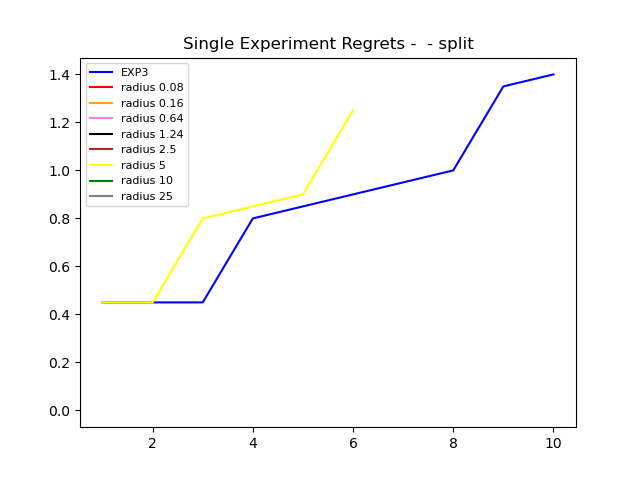 Single Experiment Regrets -  - split
EXP3
radius 0.08
radius 0.16
radius 0.64
radius 1.24
radius 2.5
radius 5
radius 10
radius 25
1.4
1.2
1.0
0.8
0.6
0.4
0.2
0.0
2 4 6 8 10